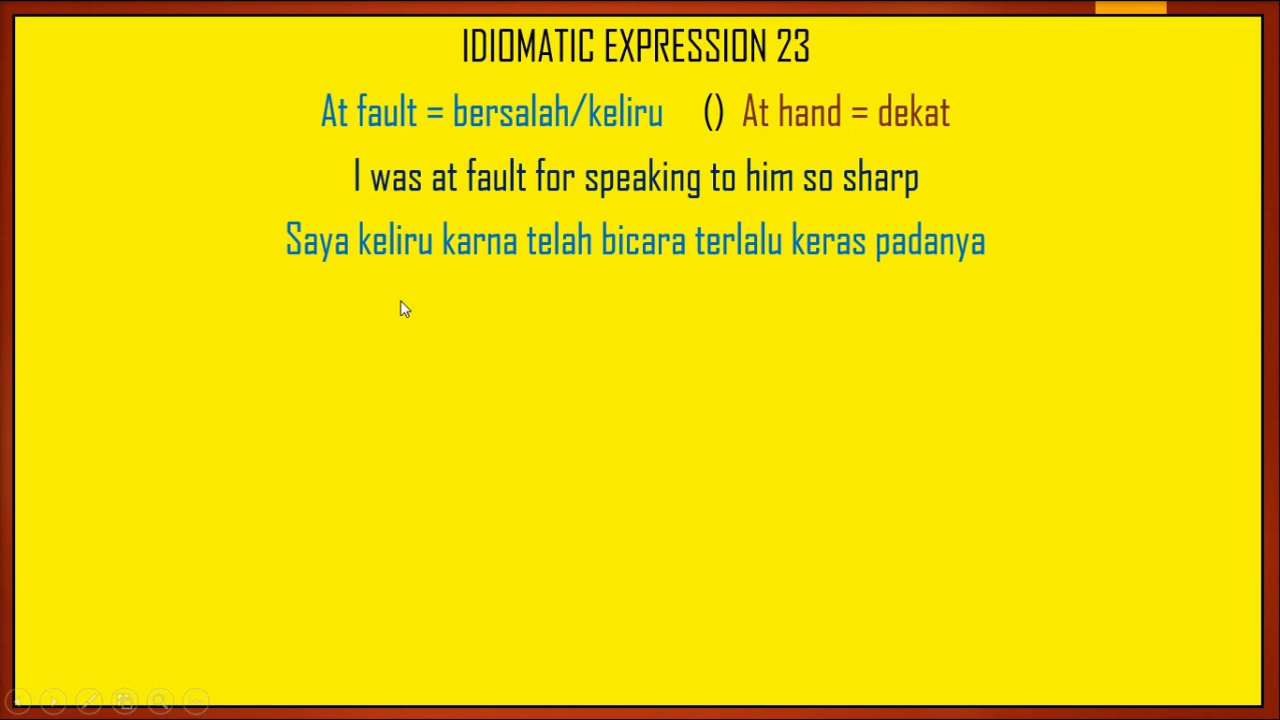 IDIOMATIC EXPRESSION 23
At fault = bersalah/keliru () At hand = dekat
I was at fault for speaking to him so sharp
Saya keliru karna telah bicara terlalu keras padanya